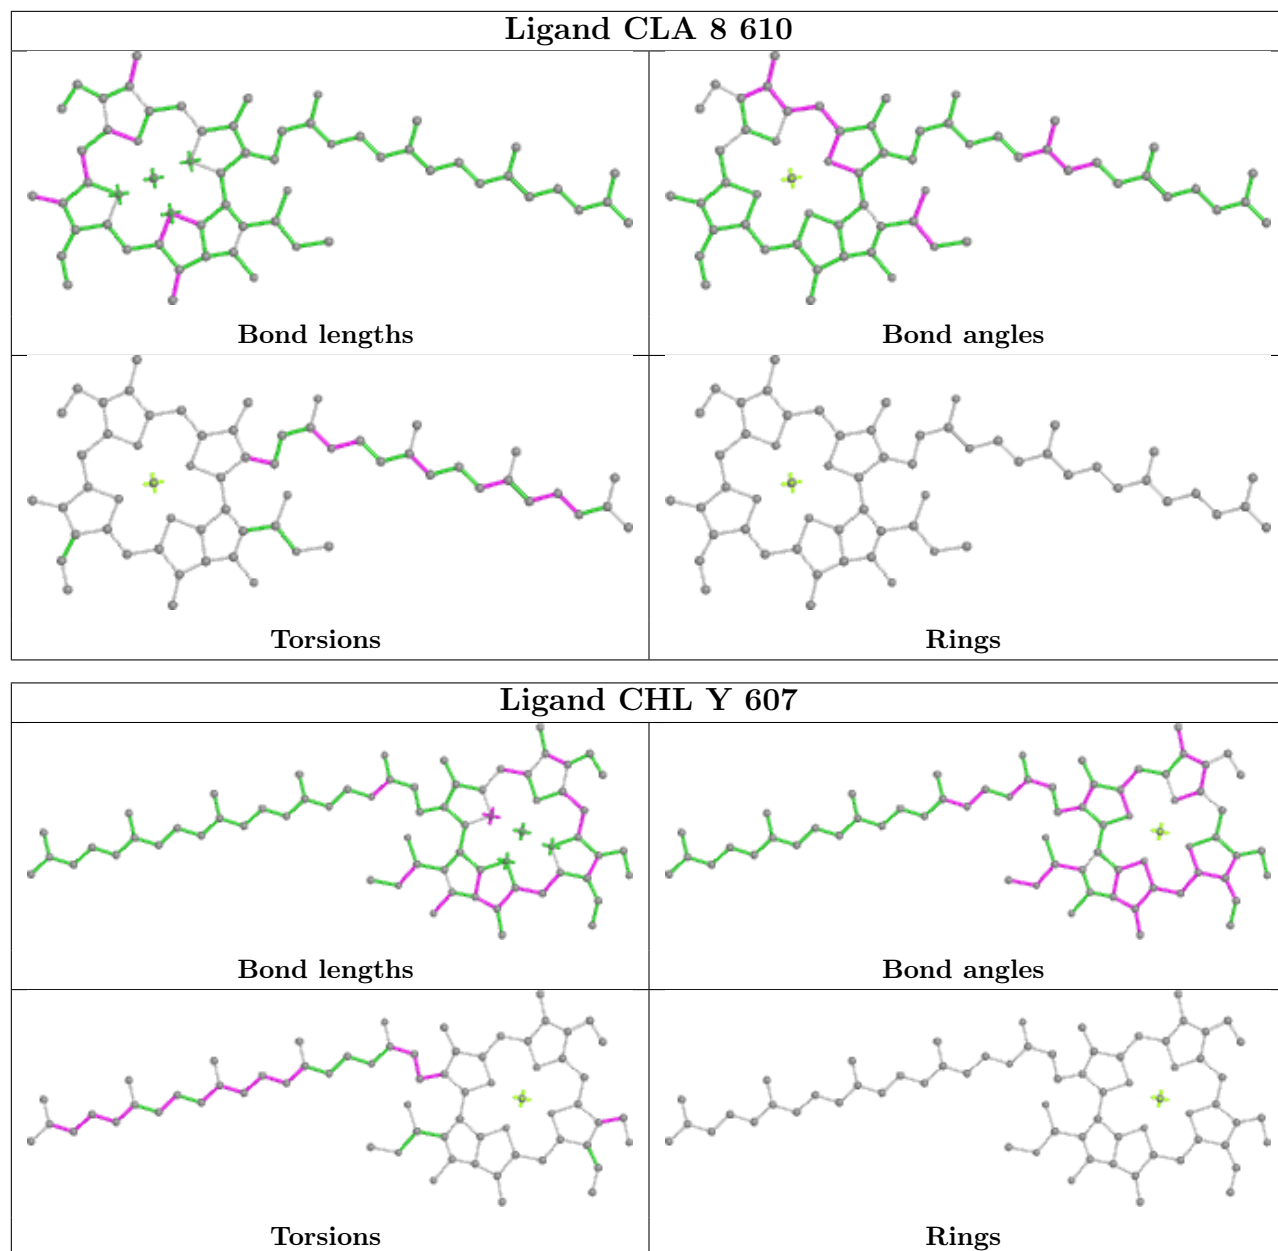 Ligand CLA 8 610
Bond lengths
Bond angles
Torsions
Rings
Ligand CHL Y 607
Bond lengths
Bond angles
Torsions
Rings